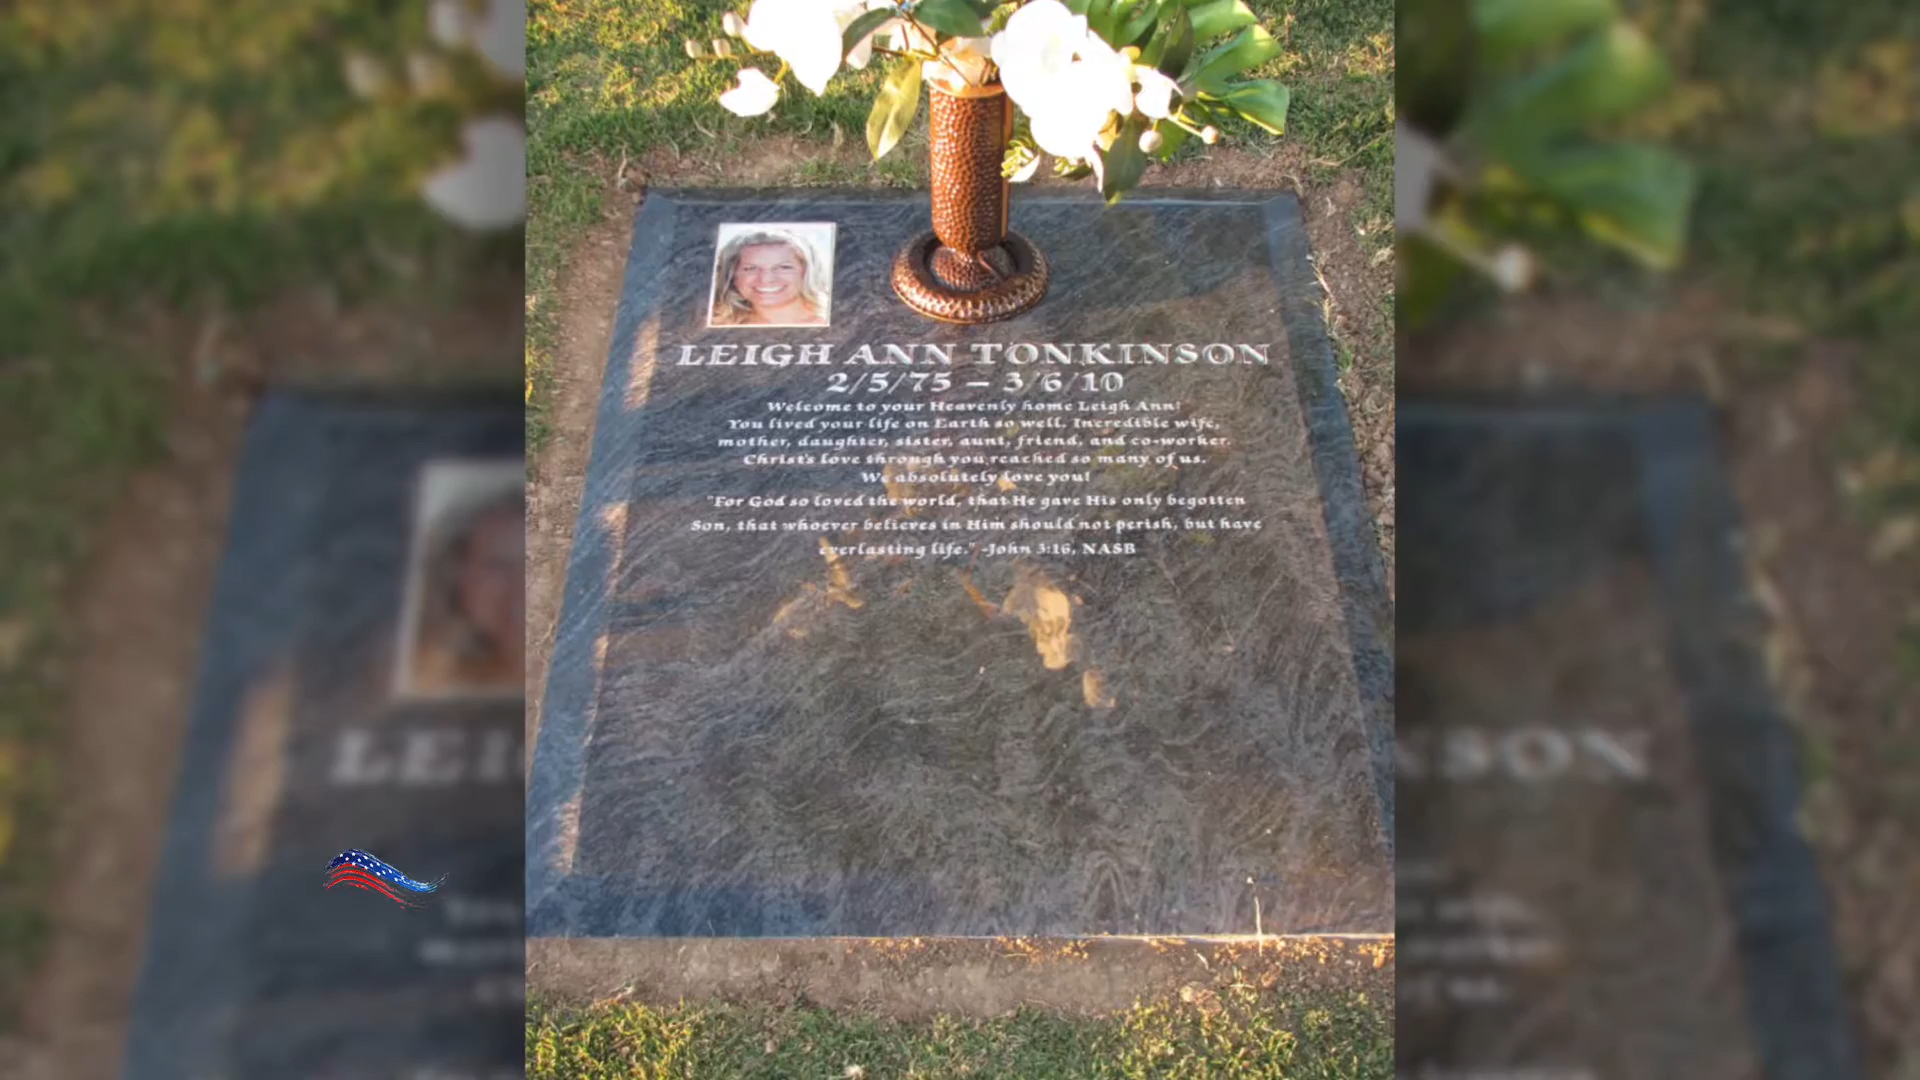 LEIGH ANN TONKINSON
2/5/75 – 3/6/10
Welcome to your Heavenly home Leigh Ann!
You lived your life on Earth so well. Incredible wife,
mother, daughter, sister, aunt, friend, and co-worker.
Christ's love through you reached so many of us.
We absolutely love you!
"For God so loved the world, that He gave His only begotten
Son, that whoever believes in Him should not perish, but have
everlasting life." -John 3:16, NASB